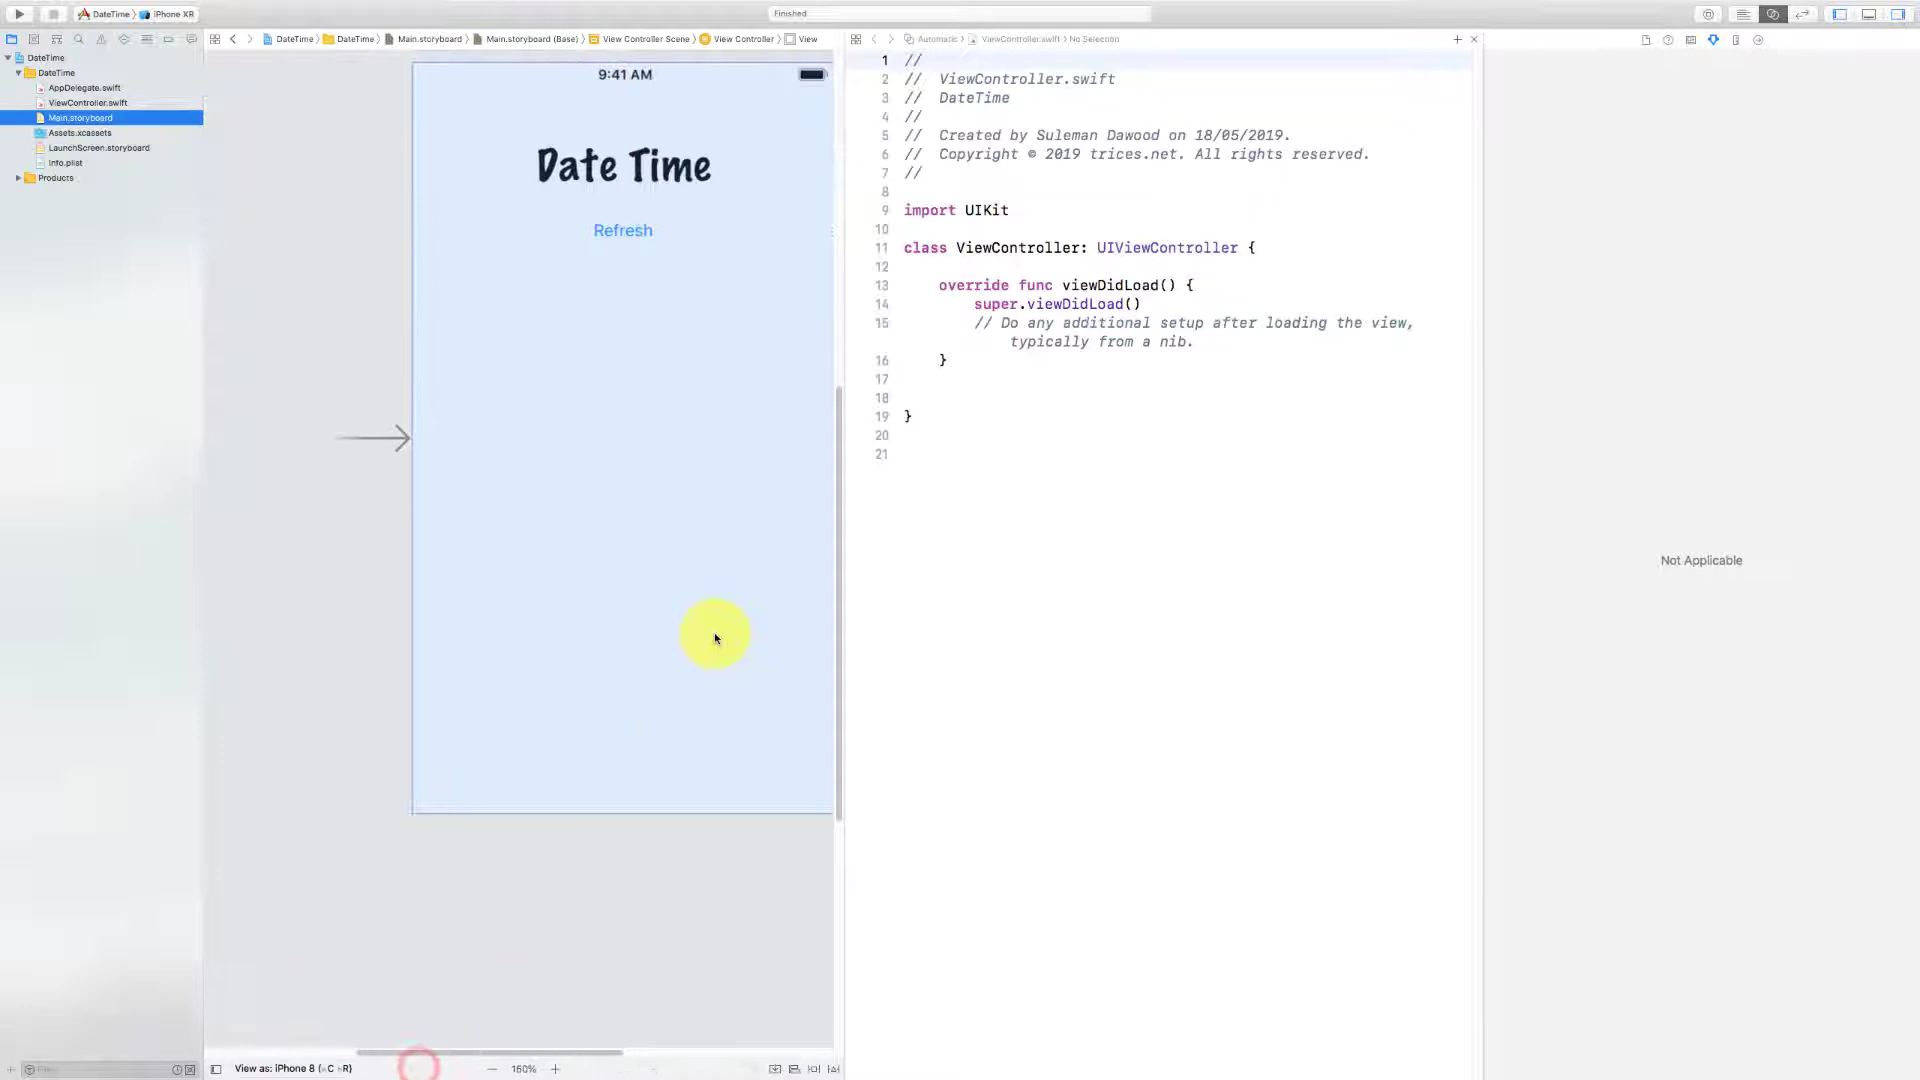 DateTime › iPhone XR
Finished
DateTime › DateTime › Main.storyboard › Main.storyboard (Base) › View Controller Scene › View Controller › View
Automatic › ViewController.swift › No Selection
DateTime
DateTime
AppDelegate.swift
ViewController.swift
Main.storyboard
Assets.xcassets
LaunchScreen.storyboard
Info.plist
Products
9:41 AM
Date Time
Refresh
1 //
2 // ViewController.swift
3 // DateTime
4 //
5 // Created by Suleman Dawood on 18/05/2019.
6 // Copyright © 2019 trices.net. All rights reserved.
7 //
8
9 import UIKit
10
11 class ViewController: UIViewController {
12
13 override func viewDidLoad() {
14 super.viewDidLoad()
15 // Do any additional setup after loading the view,
typically from a nib.
16 }
17
18
19 }
20
21
Not Applicable
View as: iPhone 8 (wC hR)
— 160% +